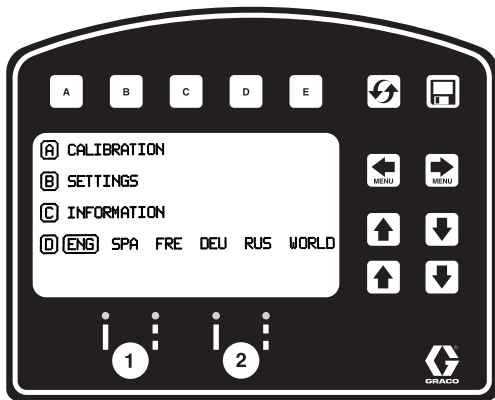 A B C D E
A CALIBRATION
MENU MENU
B SETTINGS
C INFORMATION
D ENG SPA FRE DEU RUS WORLD
1 2
GRACO